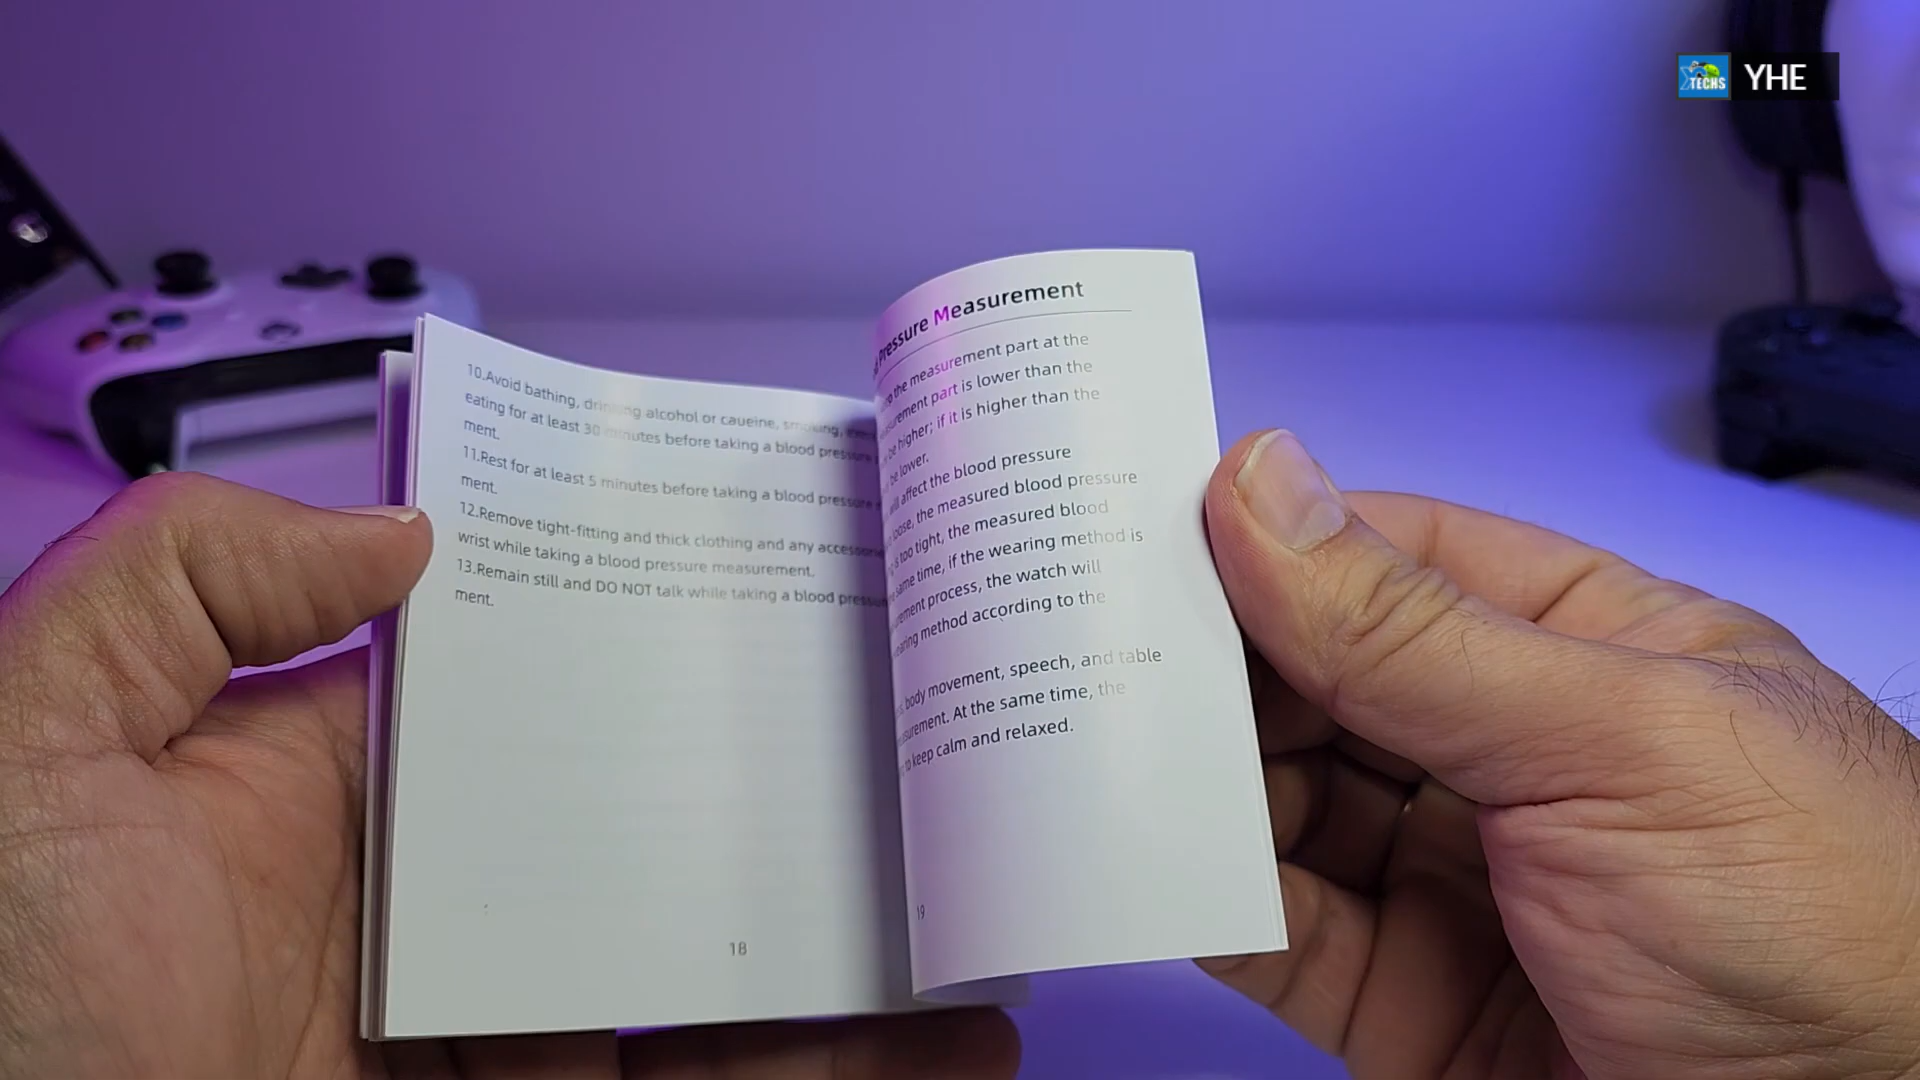 TECHS
YHE
10.Avoid bathing, drinking alcohol or caueine, smoking,
eating for at least 30 minutes before taking a blood pressure
ment.
11.Rest for at least 5 minutes before taking a blood pressure
ment.
12.Remove tight-fitting and thick clothing and any
wrist while taking a blood pressure measurement.
13.Remain still and DO NOT talk while taking a blood
ment.
18
Pressure Measurement
the measurement part at the
part is lower than the
be higher; if it is higher than the
be lower.
will affect the blood pressure
loose, the measured blood pressure
is too tight, the measured blood
same time, if the wearing method is
process, the watch will
method according to the
body movement, speech, and table
At the same time, the
to keep calm and relaxed.
19